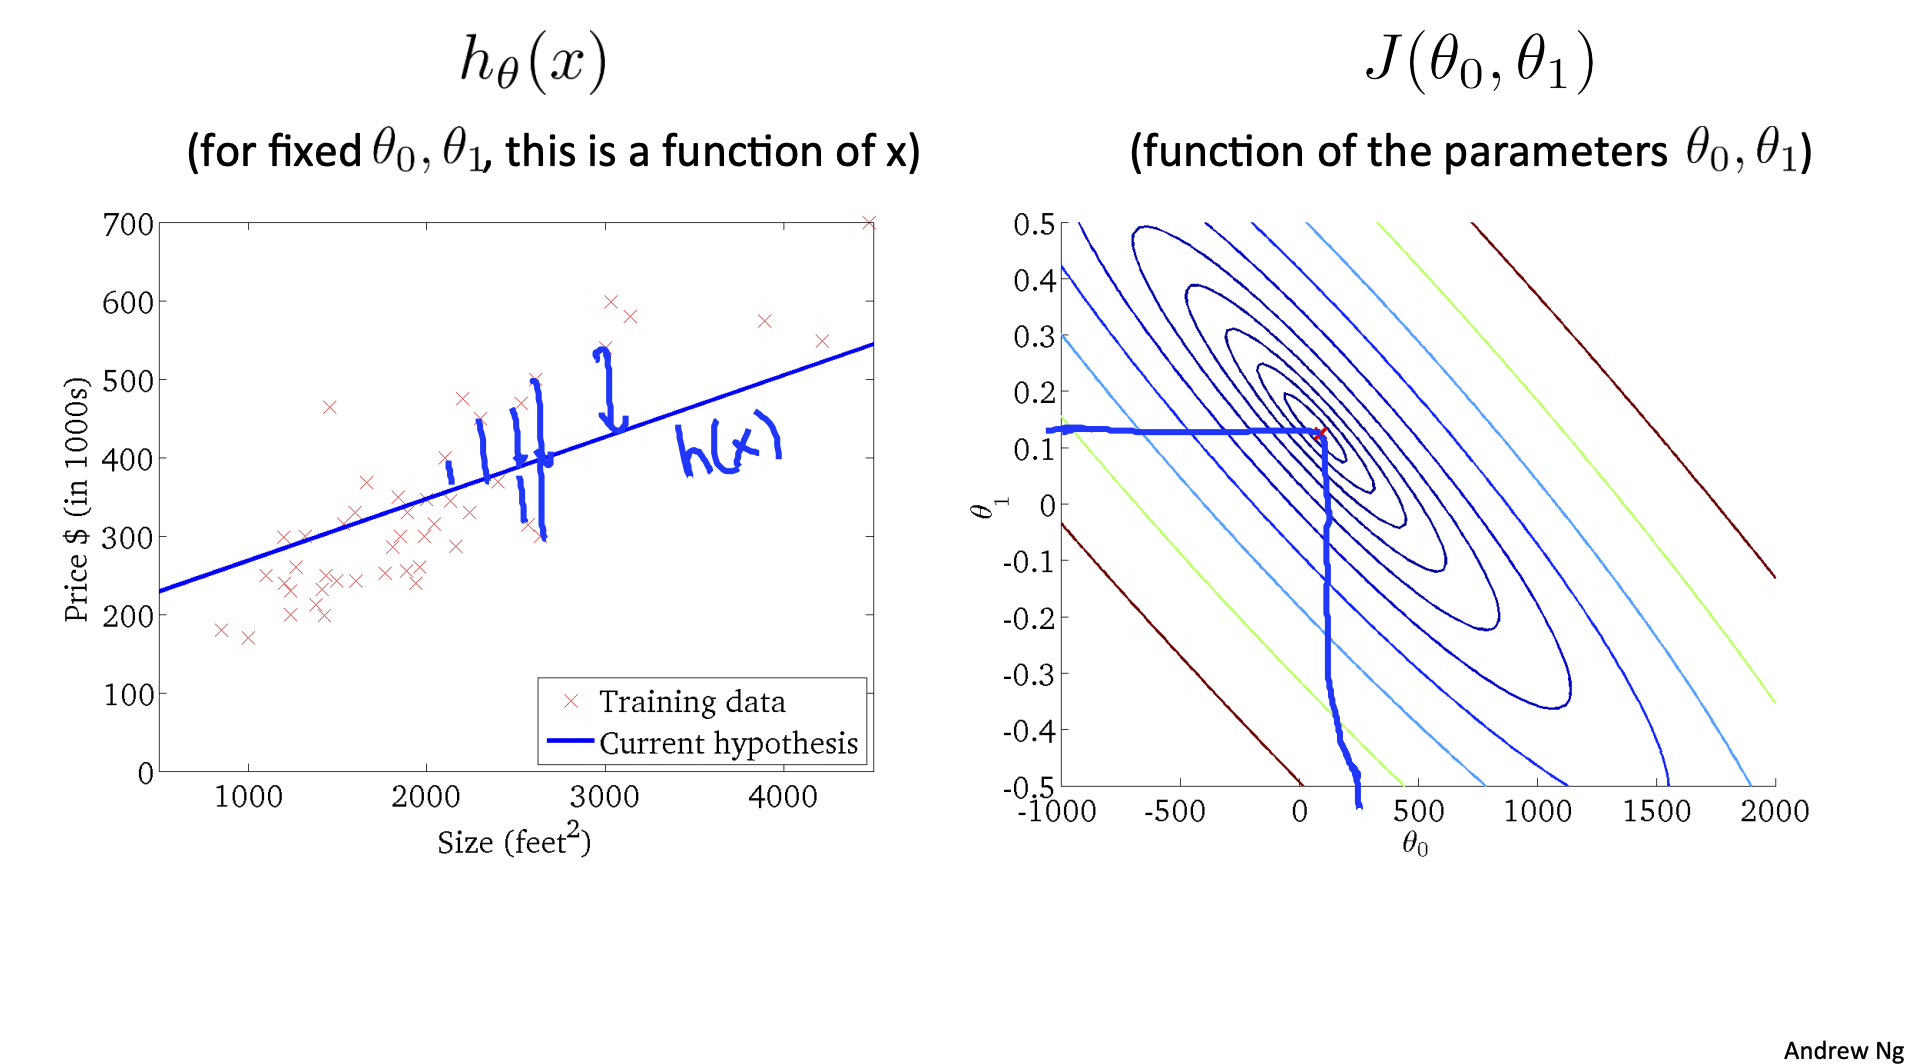 h_θ(x)
(for fixed θ₀, θ₁, this is a function of x)
700
600
500
400
300
200
100
0
1000 2000 3000 4000
Price $ (in 1000s)
Size (feet²)
h(x)
Training data
Current hypothesis
J(θ₀, θ₁)
(function of the parameters θ₀, θ₁)
0.5
0.4
0.3
0.2
0.1
0
-0.1
-0.2
-0.3
-0.4
-0.5
-1000 -500 0 500 1000 1500 2000
θ₁
θ₀
Andrew Ng